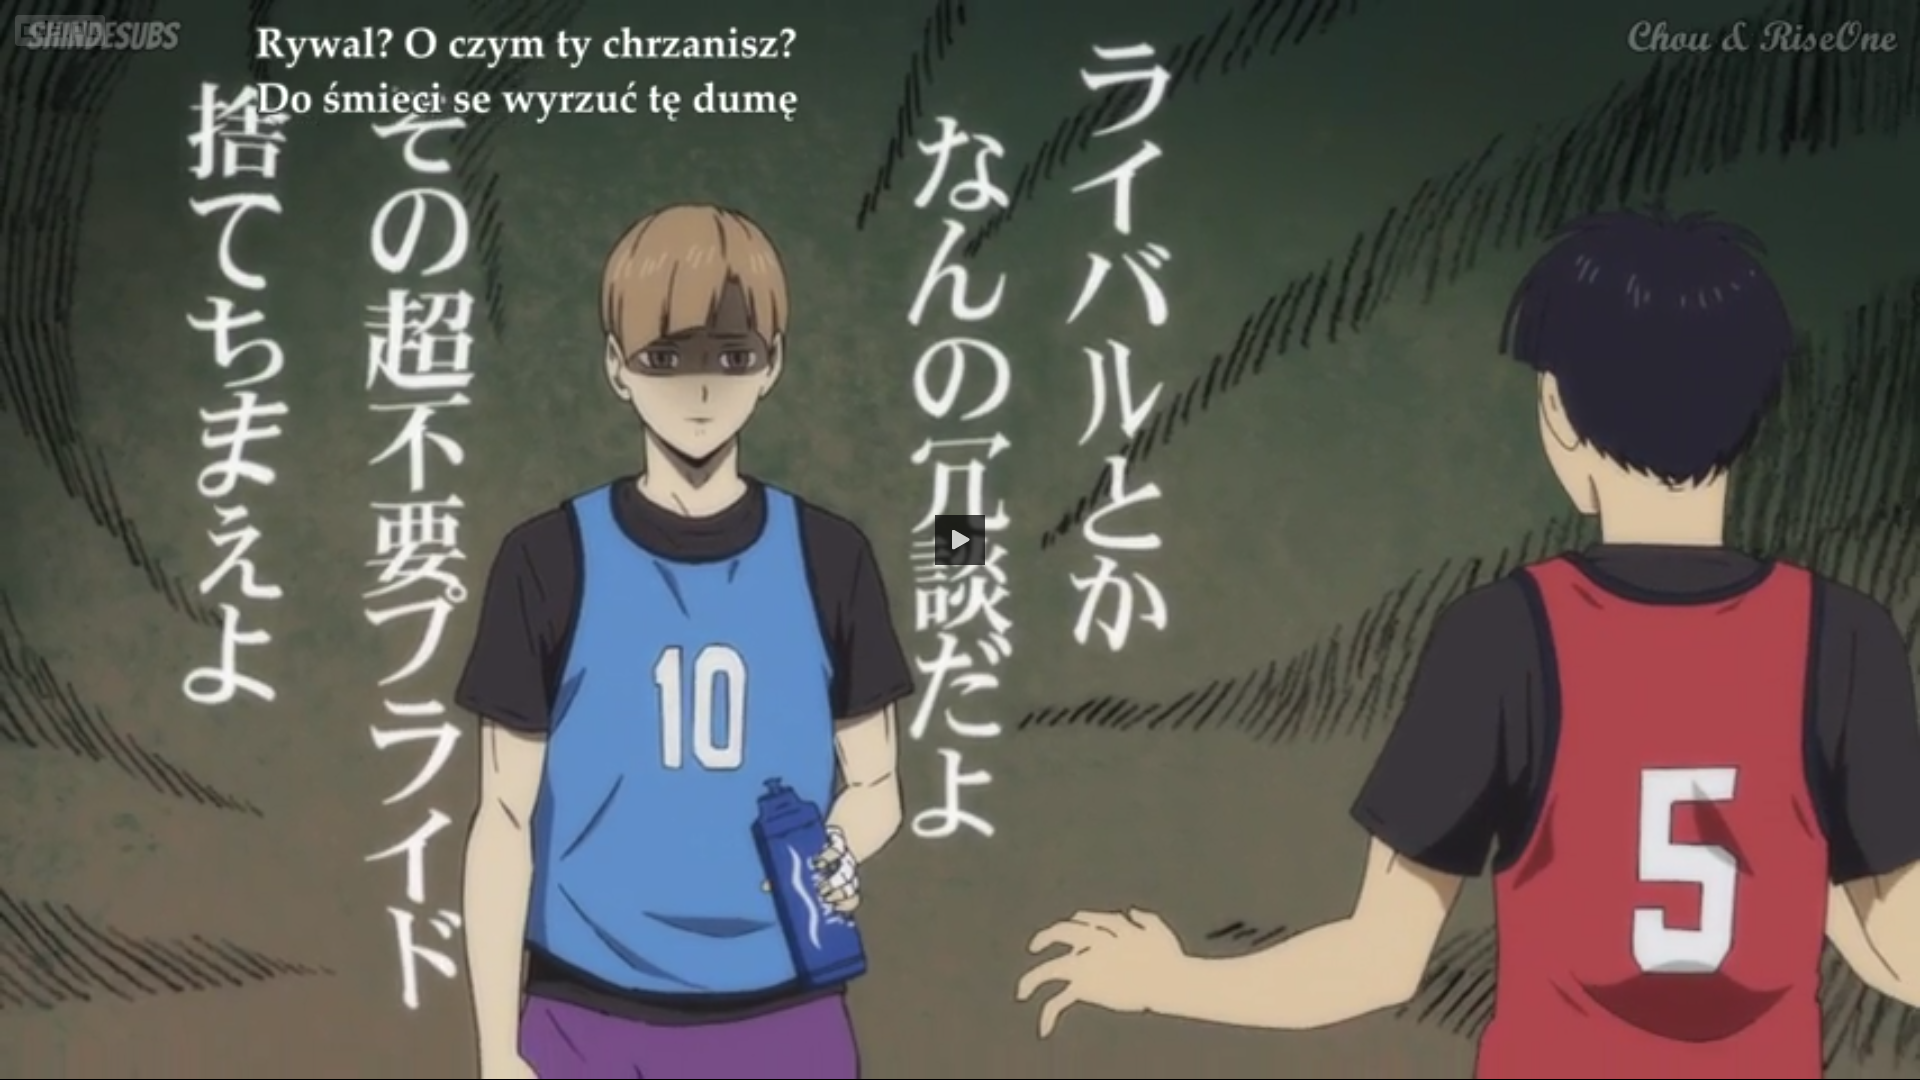 SHINDESUBS
Chou & RiseOne
Rywal? O czym ty chrzanisz?
Do śmieci se wyrzuć tę dumę
ライバルとか
なんの冗談だよ
その超不要プライド
捨てちまえよ
10
5